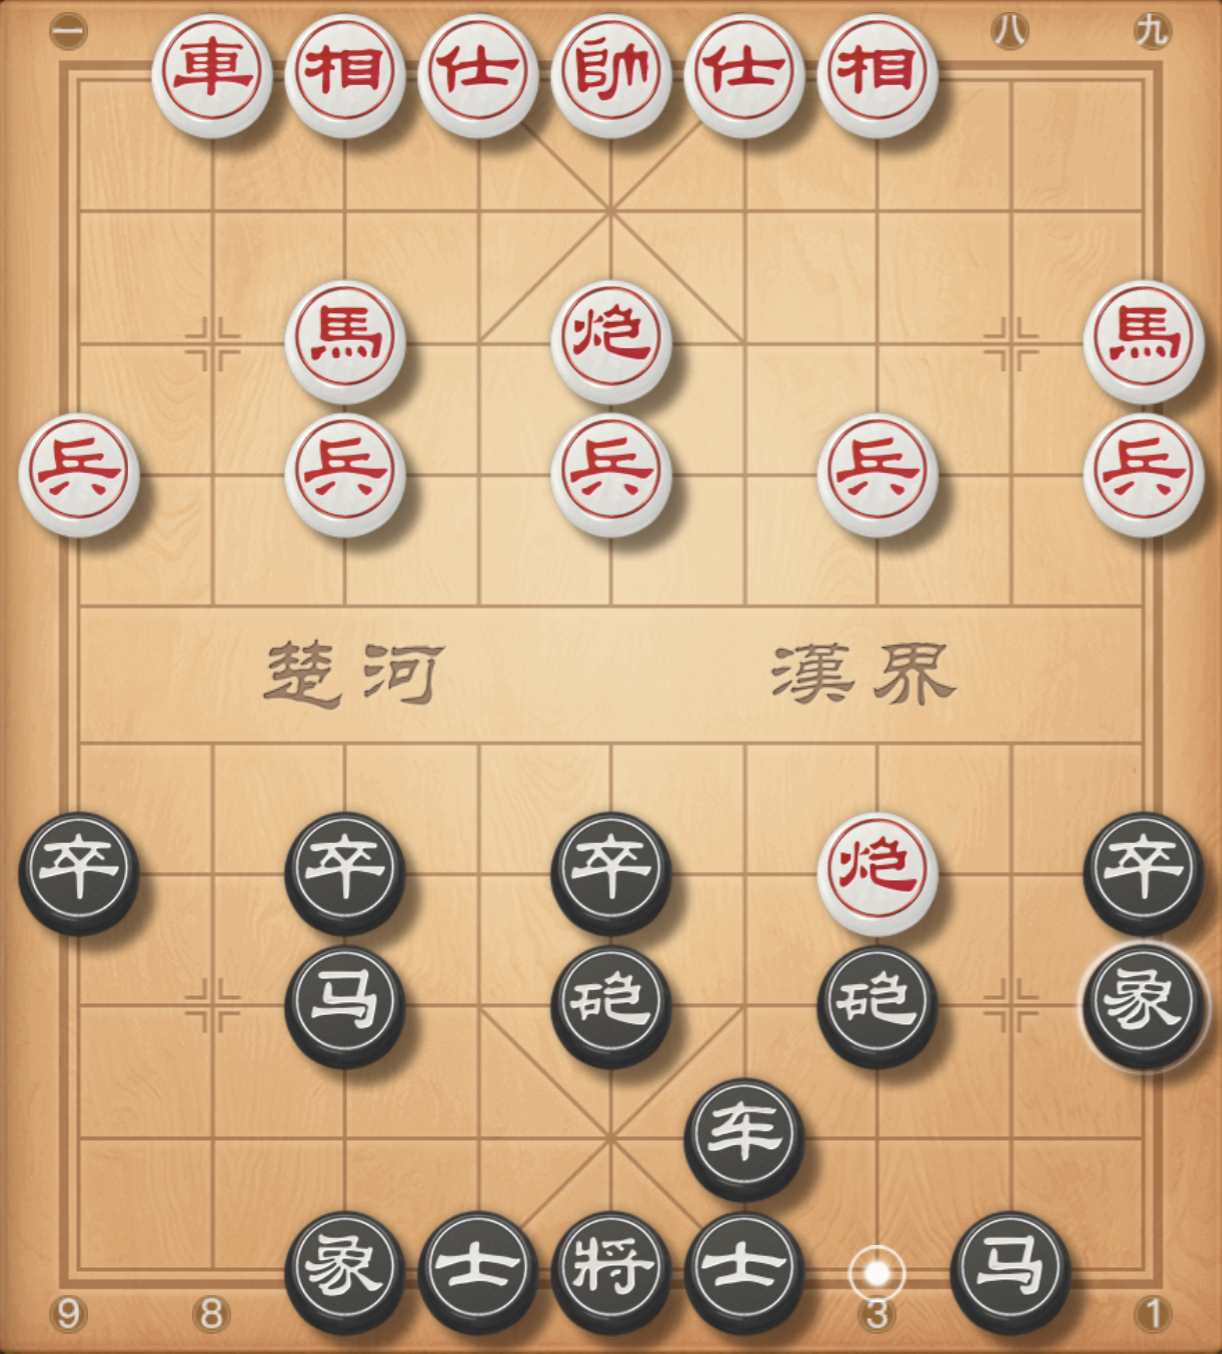 一 八 九
車 相 仕 帥 仕 相
馬 炮 馬
兵 兵 兵 兵 兵
楚河 漢界
卒 卒 卒 炮 卒
马 砲 砲 象
车
象 士 将 士 马
9 8 3 1